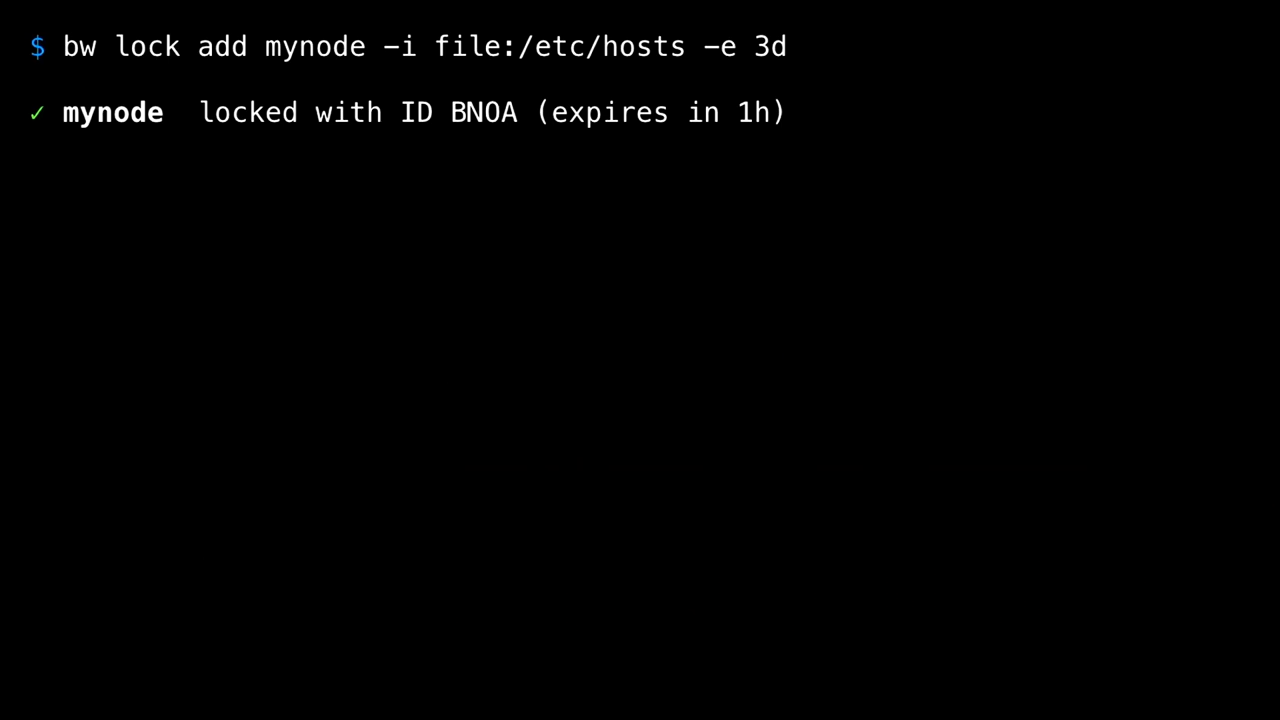 $ bw lock add mynode -i file:/etc/hosts -e 3d
✓ mynode  locked with ID BNOA (expires in 1h)